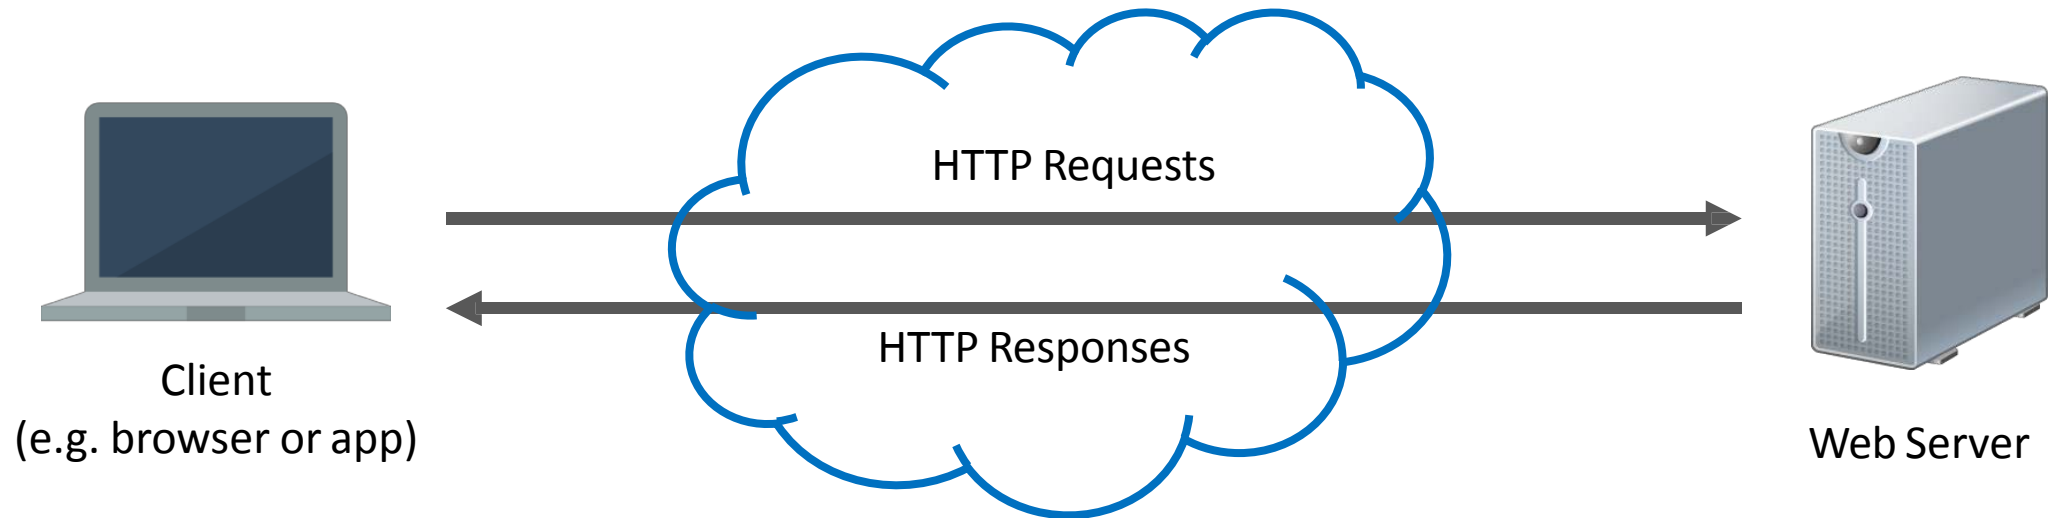 HTTP Requests
HTTP Responses
Client
(e.g. browser or app)
Web Server